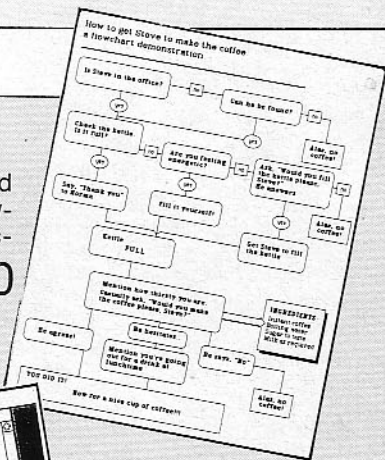 How to get Steve to make the coffee
a flowchart demonstration
Is Steve in the office?
no
Can he be found?
no
yes
yes
Alas, no
coffee!
Check the kettle
Is it full?
no
Are you feeling
energetic?
no
Ask, "Would you fill
the kettle please,
Steve?"
He answers
no
yes
yes
yes
Alas, no
coffee!
Say, "Thank you"
to Norma
Fill it yourself!
Get Steve to fill
the kettle
Kettle
FULL
Mention how thirsty you are.
Casually ask, "Would you make
the coffee please, Steve?"
INGREDIENTS
Instant coffee
Boiling water
Sugar to taste
Milk as required
He agrees!
He hesitates
He says, "No"
Mention you're going
out for a drink at
lunchtime
Alas, no
coffee!
YOU DID IT!
Now for a nice cup of coffee!!!